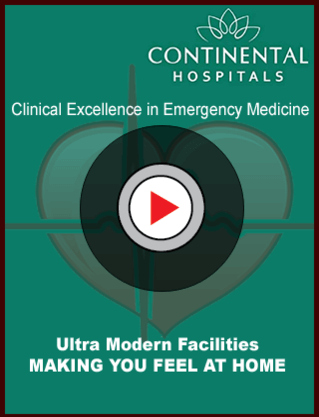 CONTINENTAL
HOSPITALS
Clinical Excellence in Emergency Medicine
Ultra Modern Facilities
MAKING YOU FEEL AT HOME